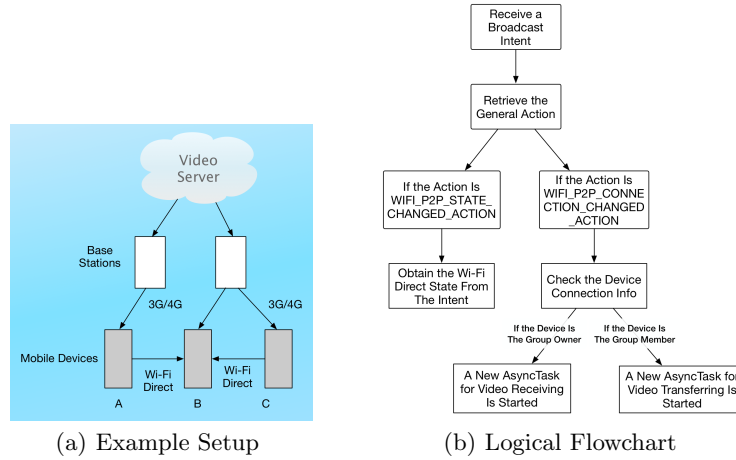 Video
Server
Base
Stations
3G/4G
3G/4G
Mobile Devices
Wi-Fi
Direct
Wi-Fi
Direct
A
B
C
(a) Example Setup
Receive a
Broadcast
Intent
Retrieve the
General Action
If the Action Is
WIFI_P2P_STATE_
CHANGED_ACTION
If the Action Is
WIFI_P2P_CONNE
CTION_CHANGED
_ACTION
Obtain the Wi-Fi
Direct State From
The Intent
Check the Device
Connection Info
If the Device Is
The Group Owner
If the Device Is
The Group Member
A New AsyncTask
for Video Receiving
Is Started
A New AsyncTask for
Video Transferring Is
Started
(b) Logical Flowchart